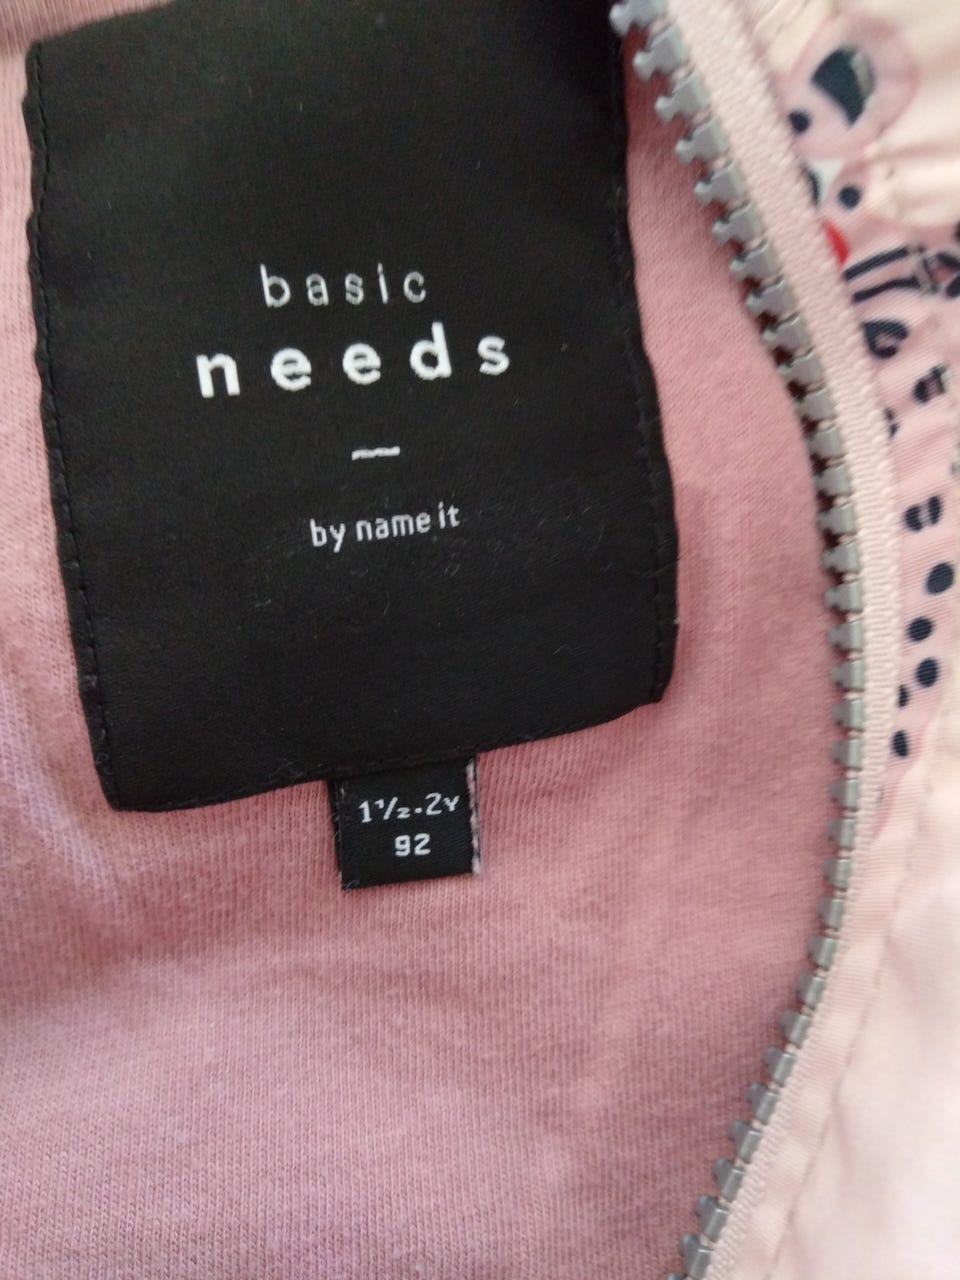 basic
needs
—
by name it
1½-2Y
92